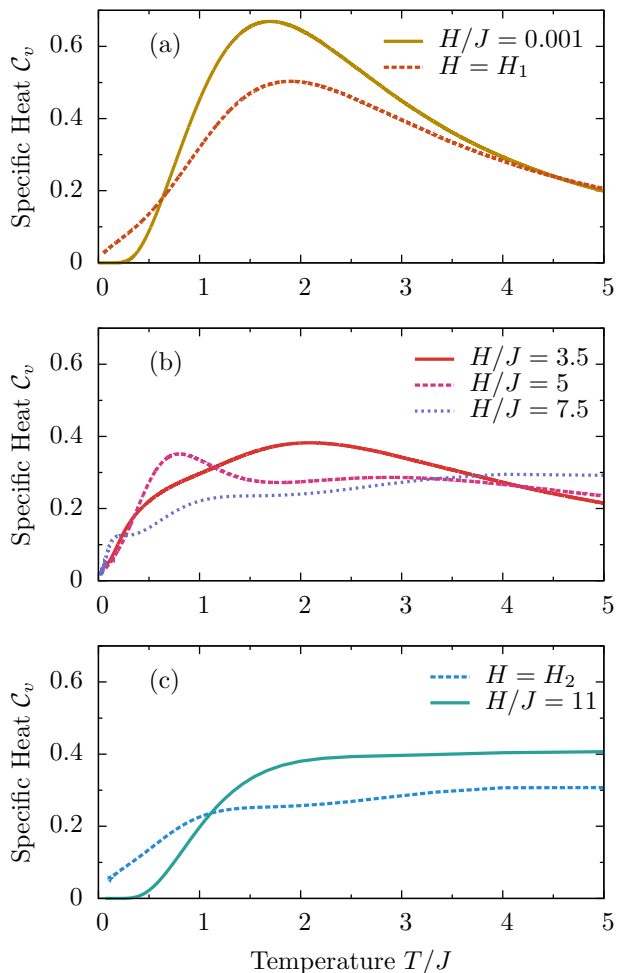 0.6
(a)
H/J = 0.001
H = H₁
0.4
0.2
0
0 1 2 3 4 5
Specific Heat 𝒞ᵥ
0.6
(b)
H/J = 3.5
H/J = 5
H/J = 7.5
0.4
0.2
0
0 1 2 3 4 5
Specific Heat 𝒞ᵥ
0.6
(c)
H = H₂
H/J = 11
0.4
0.2
0
0 1 2 3 4 5
Specific Heat 𝒞ᵥ
Temperature T/J